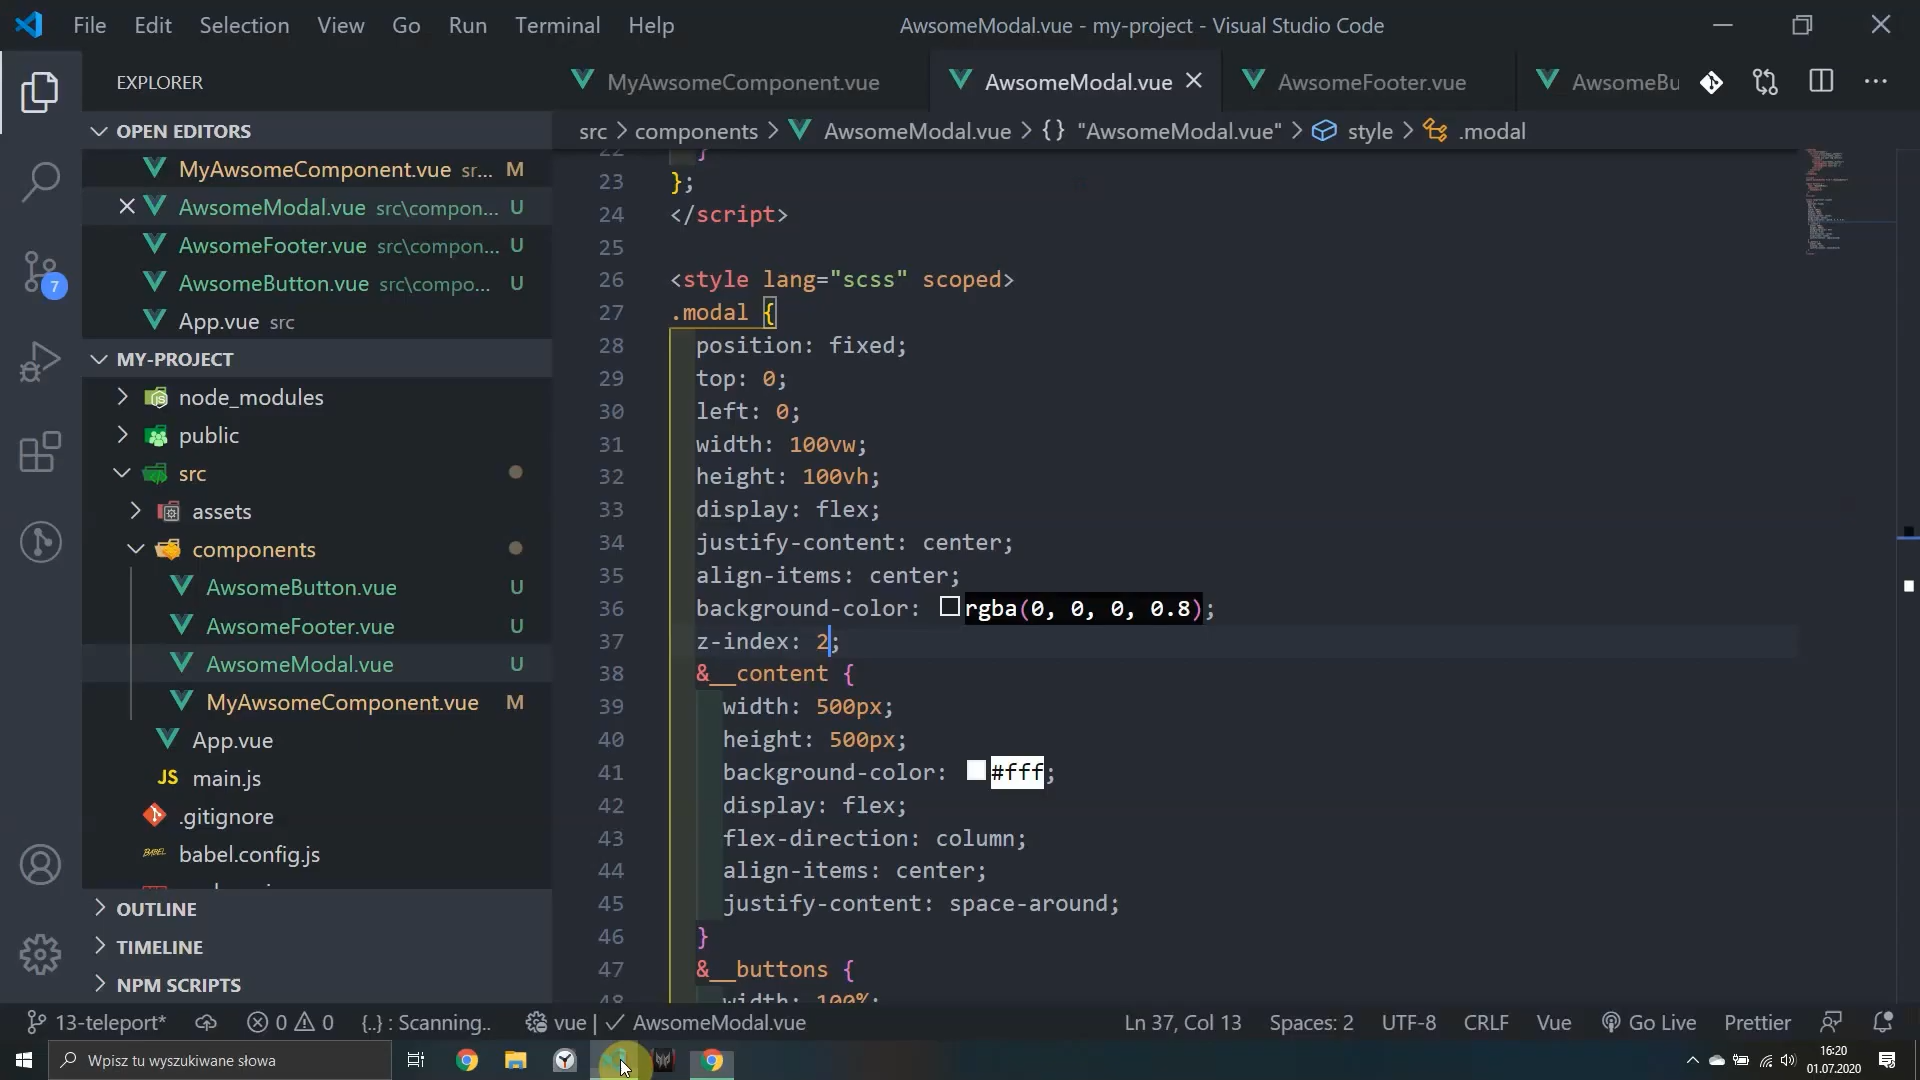 File Edit Selection View Go Run Terminal Help
AwsomeModal.vue - my-project - Visual Studio Code
EXPLORER
MyAwsomeComponent.vue
AwsomeModal.vue
AwsomeFooter.vue
AwsomeBu
src > components > AwsomeModal.vue > {} "AwsomeModal.vue" > style > .modal
OPEN EDITORS
MyAwsomeComponent.vue sr... M
AwsomeModal.vue src\compon... U
AwsomeFooter.vue src\compon... U
AwsomeButton.vue src\compo... U
App.vue src
MY-PROJECT
node_modules
public
src
assets
components
AwsomeButton.vue U
AwsomeFooter.vue U
AwsomeModal.vue U
MyAwsomeComponent.vue M
App.vue
JS main.js
.gitignore
BABEL babel.config.js
OUTLINE
TIMELINE
NPM SCRIPTS
7
22 }
23 };
24 </script>
25
26 <style lang="scss" scoped>
27 .modal {
28 position: fixed;
29 top: 0;
30 left: 0;
31 width: 100vw;
32 height: 100vh;
33 display: flex;
34 justify-content: center;
35 align-items: center;
36 background-color: rgba(0, 0, 0, 0.8);
37 z-index: 2;
38 &__content {
39 width: 500px;
40 height: 500px;
41 background-color: #fff;
42 display: flex;
43 flex-direction: column;
44 align-items: center;
45 justify-content: space-around;
46 }
47 &__buttons {
48 width: 100%;
13-teleport* 0 0 {..} : Scanning.. vue | ✓ AwsomeModal.vue Ln 37, Col 13 Spaces: 2 UTF-8 CRLF Vue Go Live Prettier
Wpisz tu wyszukiwane słowa
16:20
01.07.2020